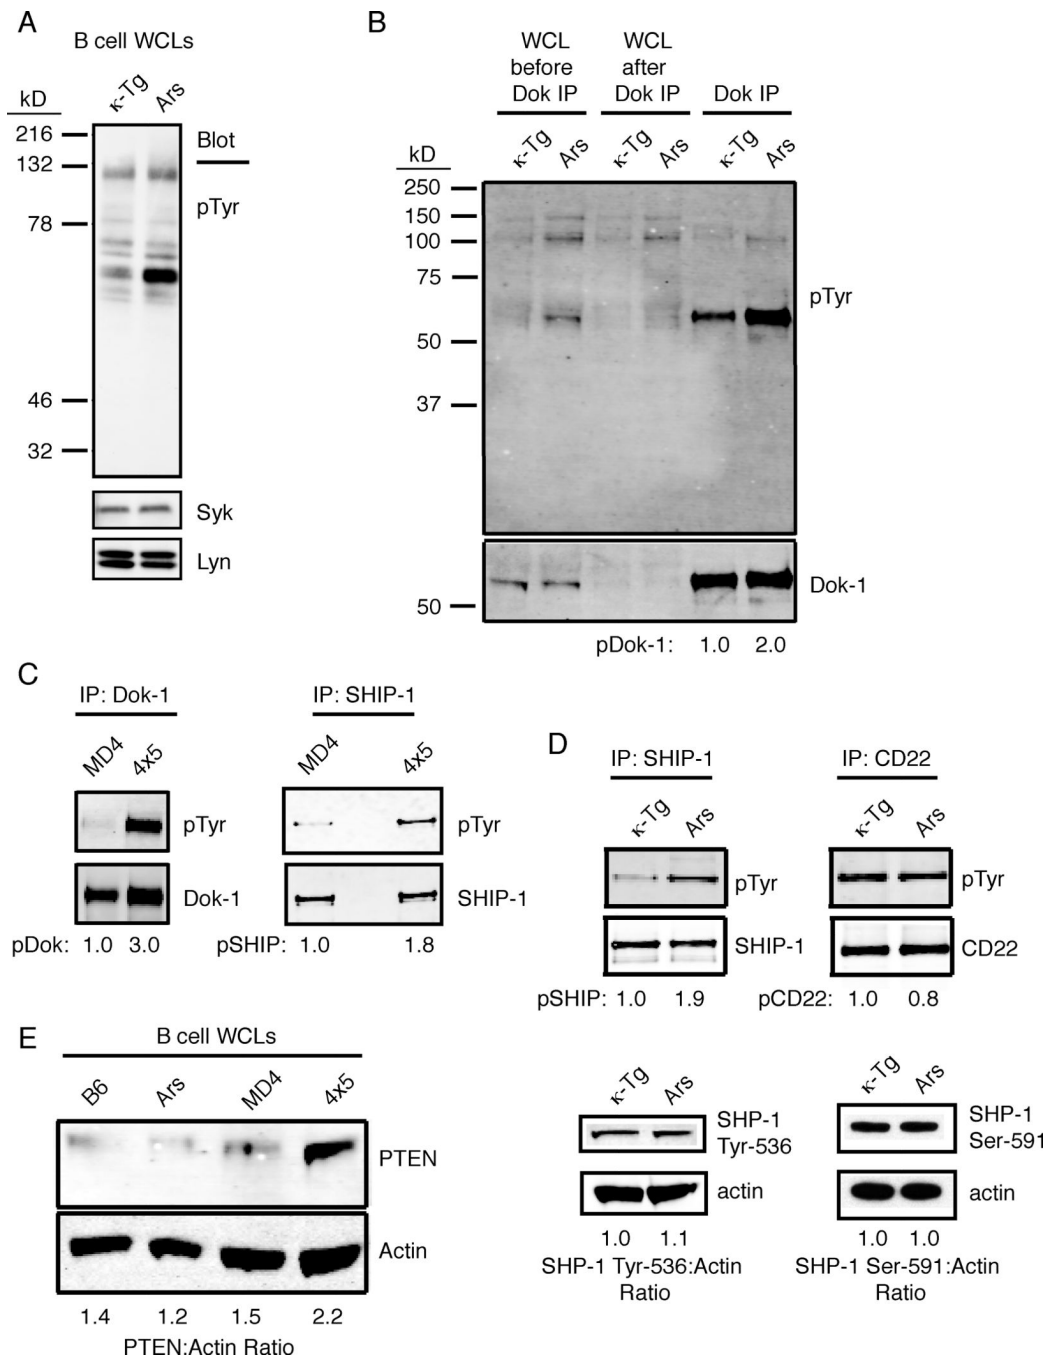 A
B cell WCLs
kD
κ-Tg
Ars
216
132
78
46
32
Blot
pTyr
Syk
Lyn
B
WCL before Dok IP
WCL after Dok IP
Dok IP
kD
κ-Tg
Ars
κ-Tg
Ars
κ-Tg
Ars
250
150
100
75
50
37
pTyr
50
Dok-1
pDok-1: 1.0 2.0
C
IP: Dok-1
MD4
4x5
pTyr
Dok-1
pDok: 1.0 3.0
IP: SHIP-1
MD4
4x5
pTyr
SHIP-1
pSHIP: 1.0 1.8
D
IP: SHIP-1
κ-Tg
Ars
pTyr
SHIP-1
pSHIP: 1.0 1.9
IP: CD22
κ-Tg
Ars
pTyr
CD22
pCD22: 1.0 0.8
κ-Tg
Ars
SHP-1
Tyr-536
actin
1.0 1.1
SHP-1 Tyr-536:Actin
Ratio
κ-Tg
Ars
SHP-1
Ser-591
actin
1.0 1.0
SHP-1 Ser-591:Actin
Ratio
E
B cell WCLs
B6
Ars
MD4
4x5
PTEN
Actin
1.4 1.2 1.5 2.2
PTEN:Actin Ratio